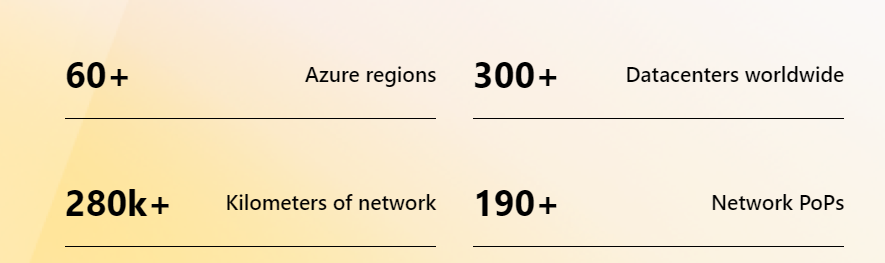 60+ Azure regions
300+ Datacenters worldwide
280k+ Kilometers of network
190+ Network PoPs